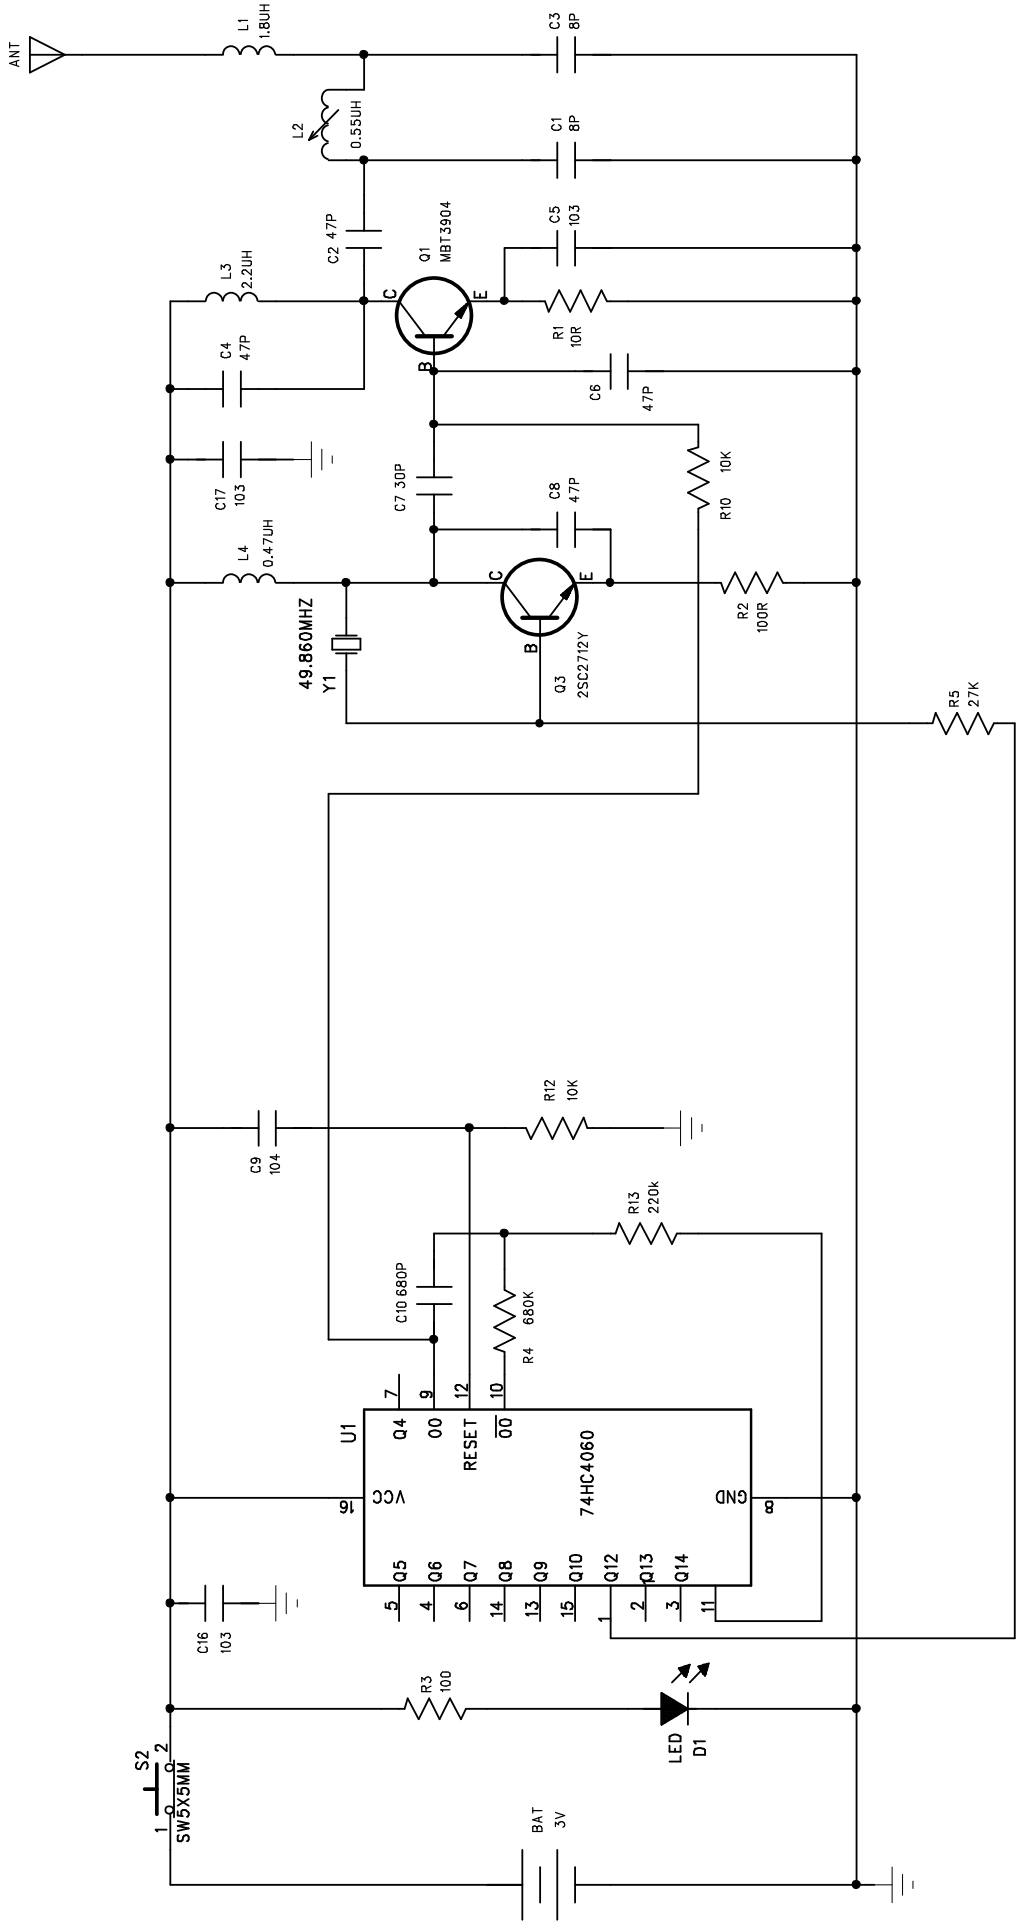 ANT
L1
1.8UH
C3
8P
L2
0.55UH
C1
8P
C2 47P
Q1
MBT3904
C5
103
L3
2.2UH
C
E
B
R1
10R
C4
47P
C6
47P
C17
103
C7 30P
R10
10K
C8
47P
L4
0.47UH
C
E
B
Q3
2SC2712Y
R2
100R
49.860MHZ
Y1
R5
27K
C9
104
R12
10K
R13
220k
C10 680P
R4
680K
U1
74HC4060
7
Q4
9
OO
12
RESET
10
OO
16
VCC
GND
8
5
Q5
4
Q6
6
Q7
14
Q8
13
Q9
15
Q10
1
Q12
2
Q13
3
Q14
11
C16
103
R3
100
LED
D1
S2
2
1
SW5X5MM
BAT
3V